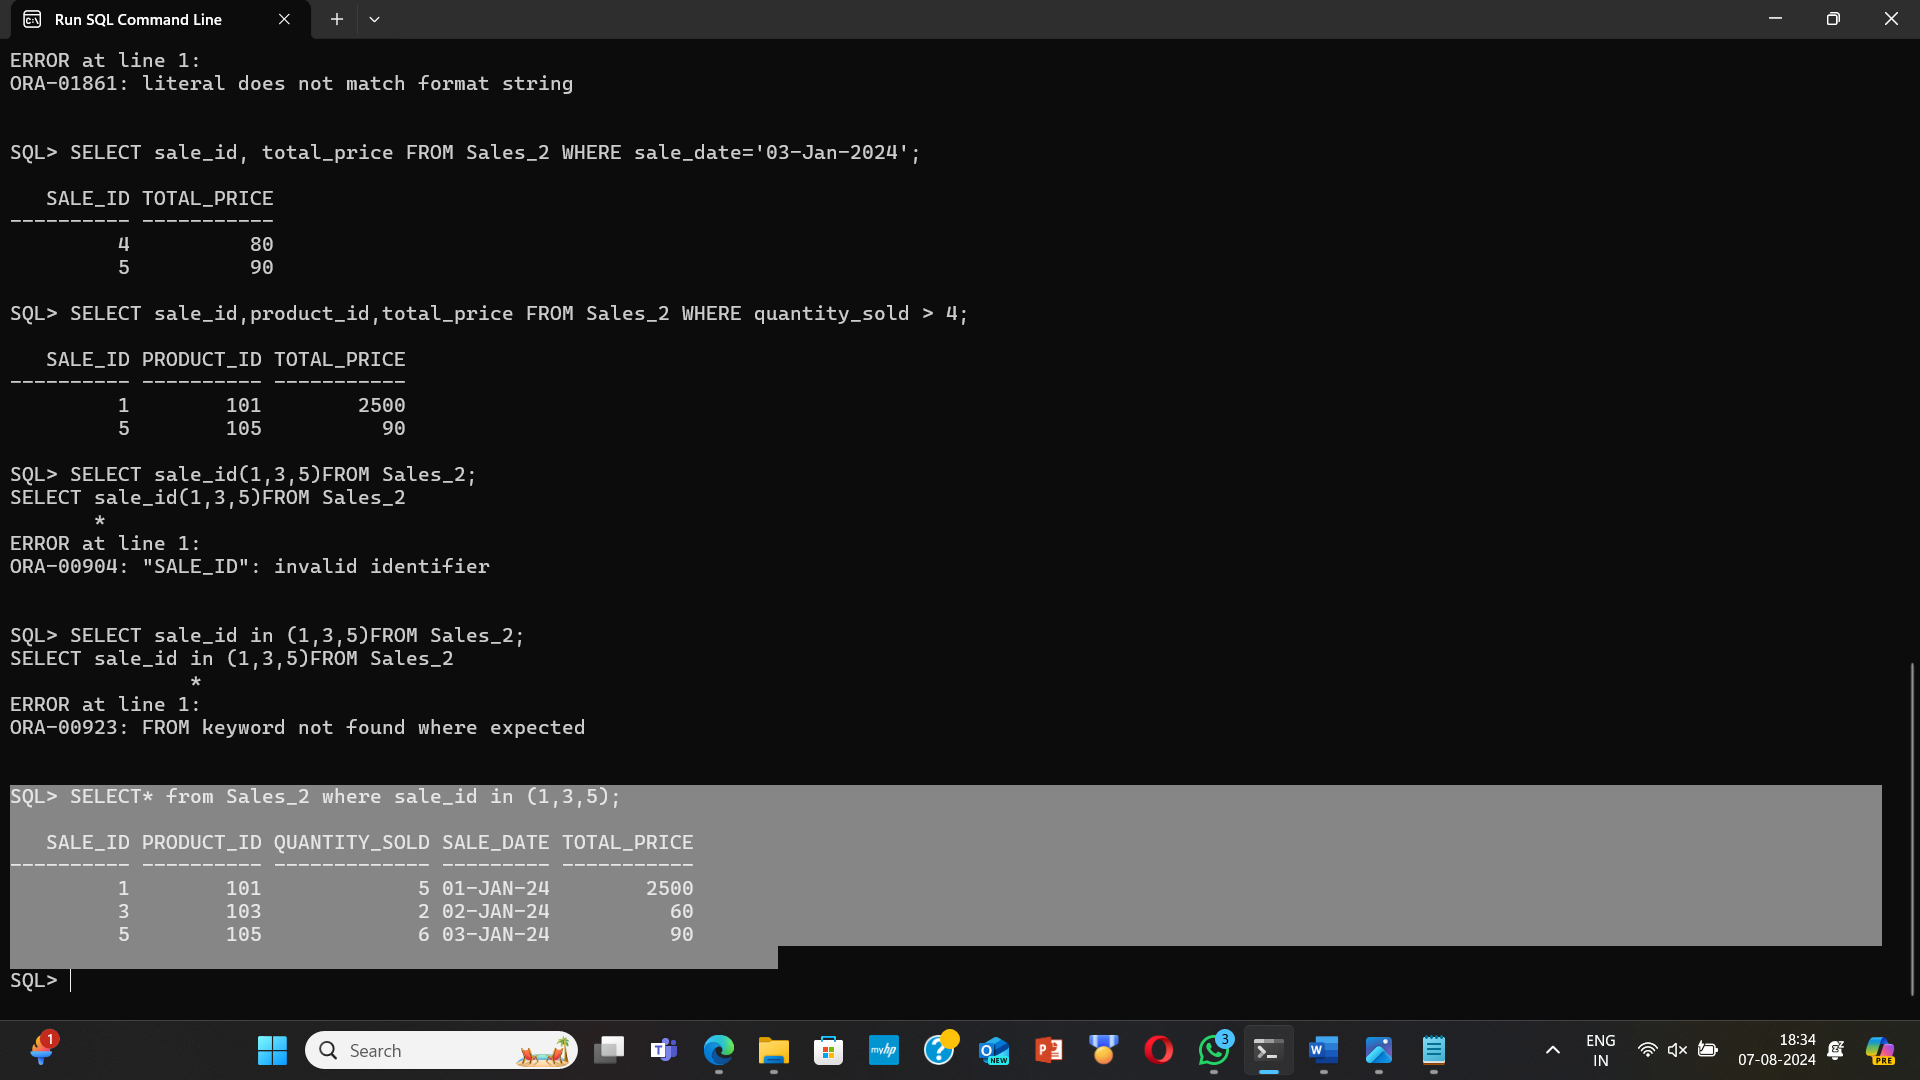 Run SQL Command Line
ERROR at line 1:
ORA-01861: literal does not match format string
SQL> SELECT sale_id, total_price FROM Sales_2 WHERE sale_date='03-Jan-2024';
   SALE_ID TOTAL_PRICE
---------- -----------
         4          80
         5          90
SQL> SELECT sale_id,product_id,total_price FROM Sales_2 WHERE quantity_sold > 4;
   SALE_ID PRODUCT_ID TOTAL_PRICE
---------- ---------- -----------
         1        101        2500
         5        105          90
SQL> SELECT sale_id(1,3,5)FROM Sales_2;
SELECT sale_id(1,3,5)FROM Sales_2
       *
ERROR at line 1:
ORA-00904: "SALE_ID": invalid identifier
SQL> SELECT sale_id in (1,3,5)FROM Sales_2;
SELECT sale_id in (1,3,5)FROM Sales_2
               *
ERROR at line 1:
ORA-00923: FROM keyword not found where expected
SQL> SELECT* from Sales_2 where sale_id in (1,3,5);
   SALE_ID PRODUCT_ID QUANTITY_SOLD SALE_DATE TOTAL_PRICE
---------- ---------- ------------- --------- -----------
         1        101             5 01-JAN-24        2500
         3        103             2 02-JAN-24          60
         5        105             6 03-JAN-24          90
SQL>
1
Search
myhp
NEW
3
ENG
IN
18:34
07-08-2024
PRE